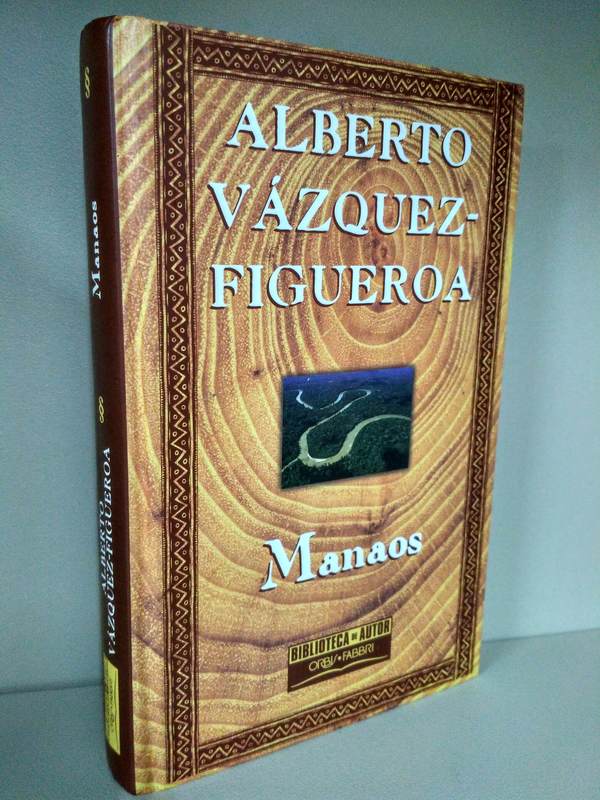 ALBERTO
VÁZQUEZ-
FIGUEROA
Manaos
BIBLIOTECA DE AUTOR
ORBIS • FABBRI
Manaos
ALBERTO
VÁZQUEZ-FIGUEROA